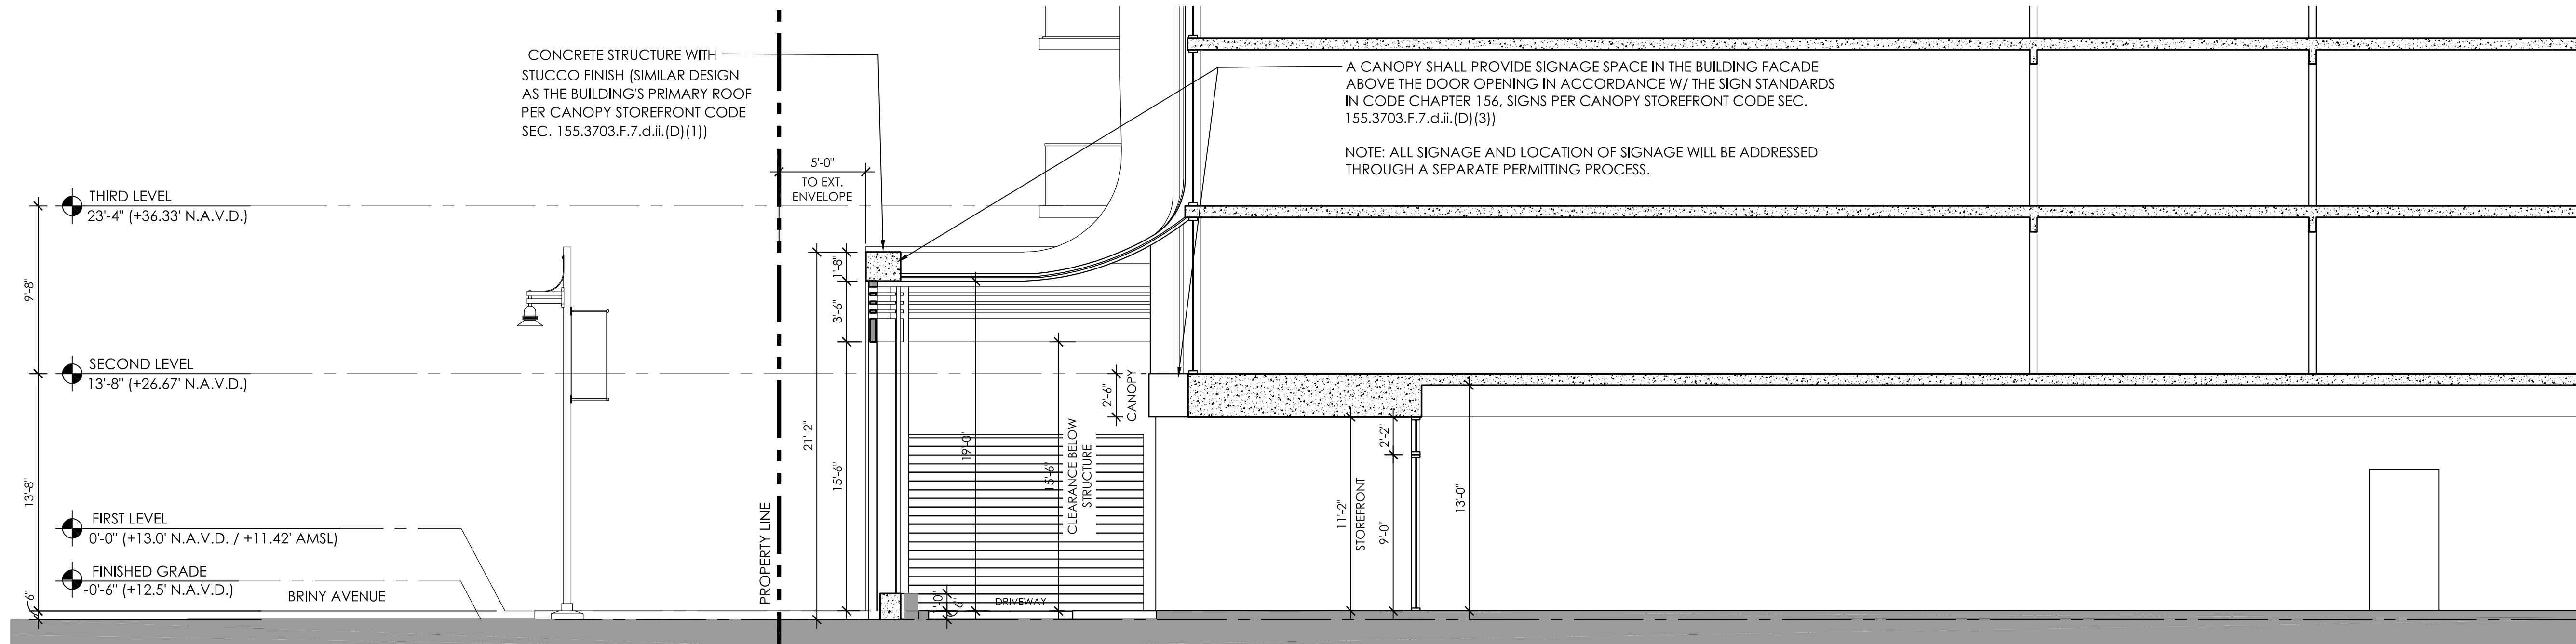 CONCRETE STRUCTURE WITH
STUCCO FINISH (SIMILAR DESIGN
AS THE BUILDING'S PRIMARY ROOF
PER CANOPY STOREFRONT CODE
SEC. 155.3703.F.7.d.ii.(D)(1))
A CANOPY SHALL PROVIDE SIGNAGE SPACE IN THE BUILDING FACADE
ABOVE THE DOOR OPENING IN ACCORDANCE W/ THE SIGN STANDARDS
IN CODE CHAPTER 156, SIGNS PER CANOPY STOREFRONT CODE SEC.
155.3703.F.7.d.ii.(D)(3))
NOTE: ALL SIGNAGE AND LOCATION OF SIGNAGE WILL BE ADDRESSED
THROUGH A SEPARATE PERMITTING PROCESS.
5'-0"
TO EXT.
ENVELOPE
THIRD LEVEL
23'-4" (+36.33' N.A.V.D.)
9'-8"
SECOND LEVEL
13'-8" (+26.67' N.A.V.D.)
13'-8"
FIRST LEVEL
0'-0" (+13.0' N.A.V.D. / +11.42' AMSL)
FINISHED GRADE
-0'-6" (+12.5' N.A.V.D.)
6"
BRINY AVENUE
PROPERTY LINE
21'-2"
1'-8"
3'-6"
15'-6"
19'-0"
15'-6"
CLEARANCE BELOW
STRUCTURE
2'-6"
CANOPY
6"
DRIVEWAY
11'-2"
STOREFRONT
2'-2"
9'-0"
13'-0"